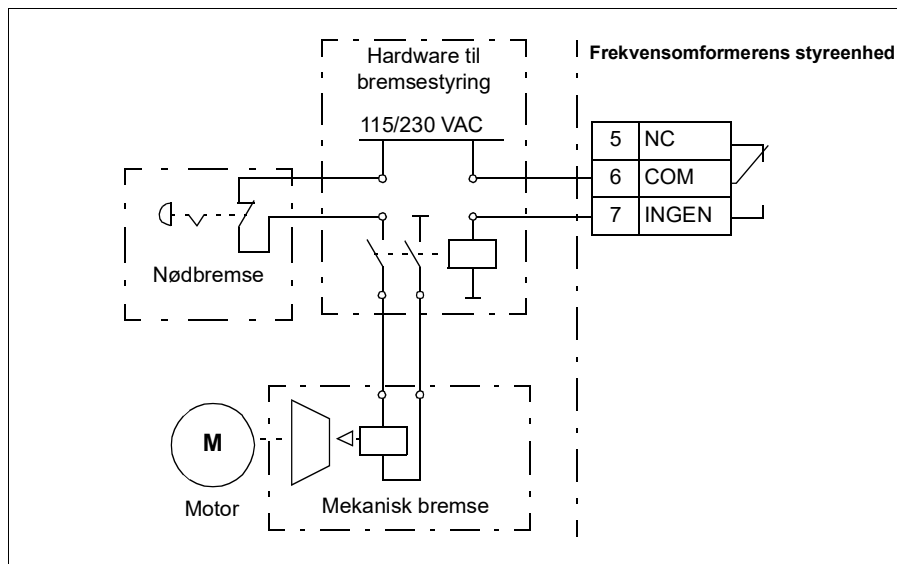 Hardware til
bremsestyring
Frekvensomformerens styreenhed
115/230 VAC
5 NC
6 COM
7 INGEN
Nødbremse
M
Motor
Mekanisk bremse